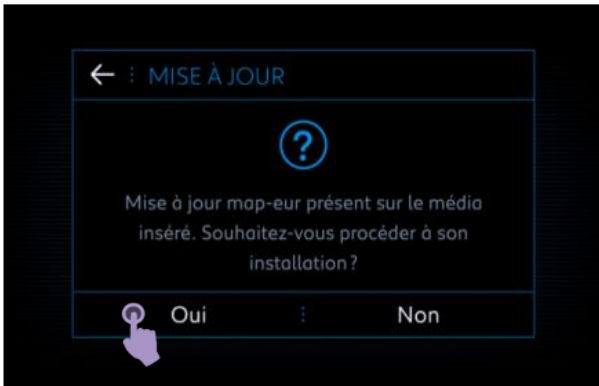 MISE À JOUR
?
Mise à jour map-eur présent sur le média
inséré. Souhaitez-vous procéder à son
installation ?
Oui
Non